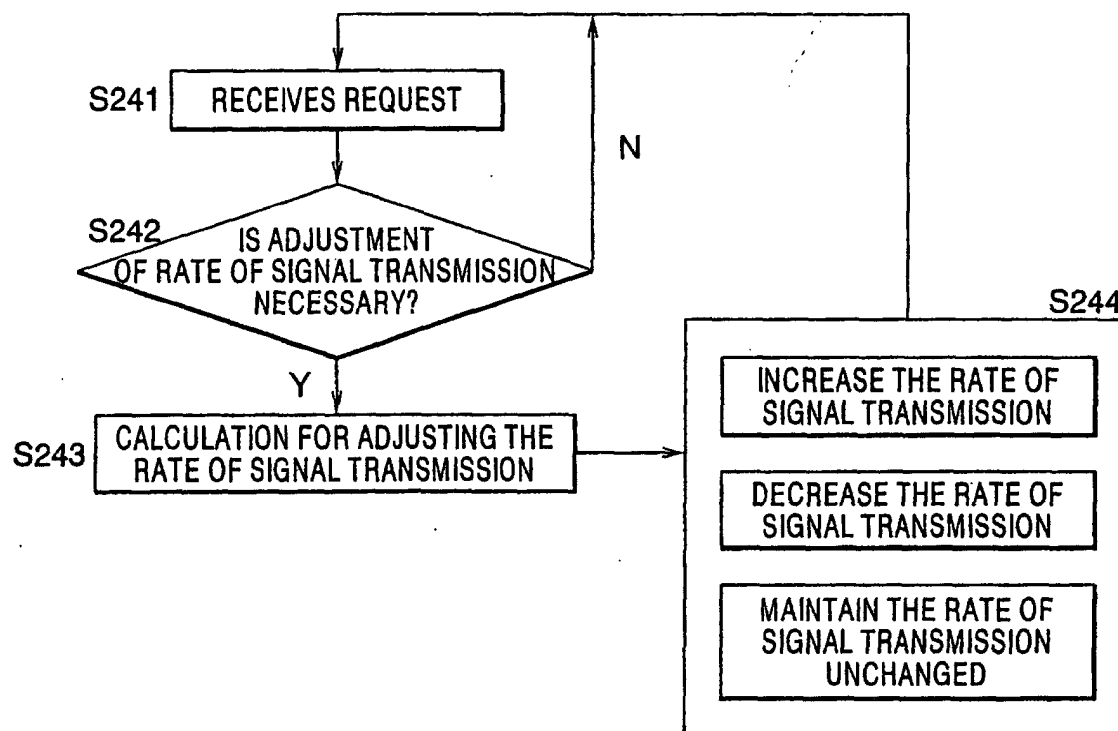 S241
RECEIVES REQUEST
N
S242
IS ADJUSTMENT
OF RATE OF SIGNAL TRANSMISSION
NECESSARY?
Y
S243
CALCULATION FOR ADJUSTING THE
RATE OF SIGNAL TRANSMISSION
S244
INCREASE THE RATE OF
SIGNAL TRANSMISSION
DECREASE THE RATE OF
SIGNAL TRANSMISSION
MAINTAIN THE RATE OF
SIGNAL TRANSMISSION
UNCHANGED